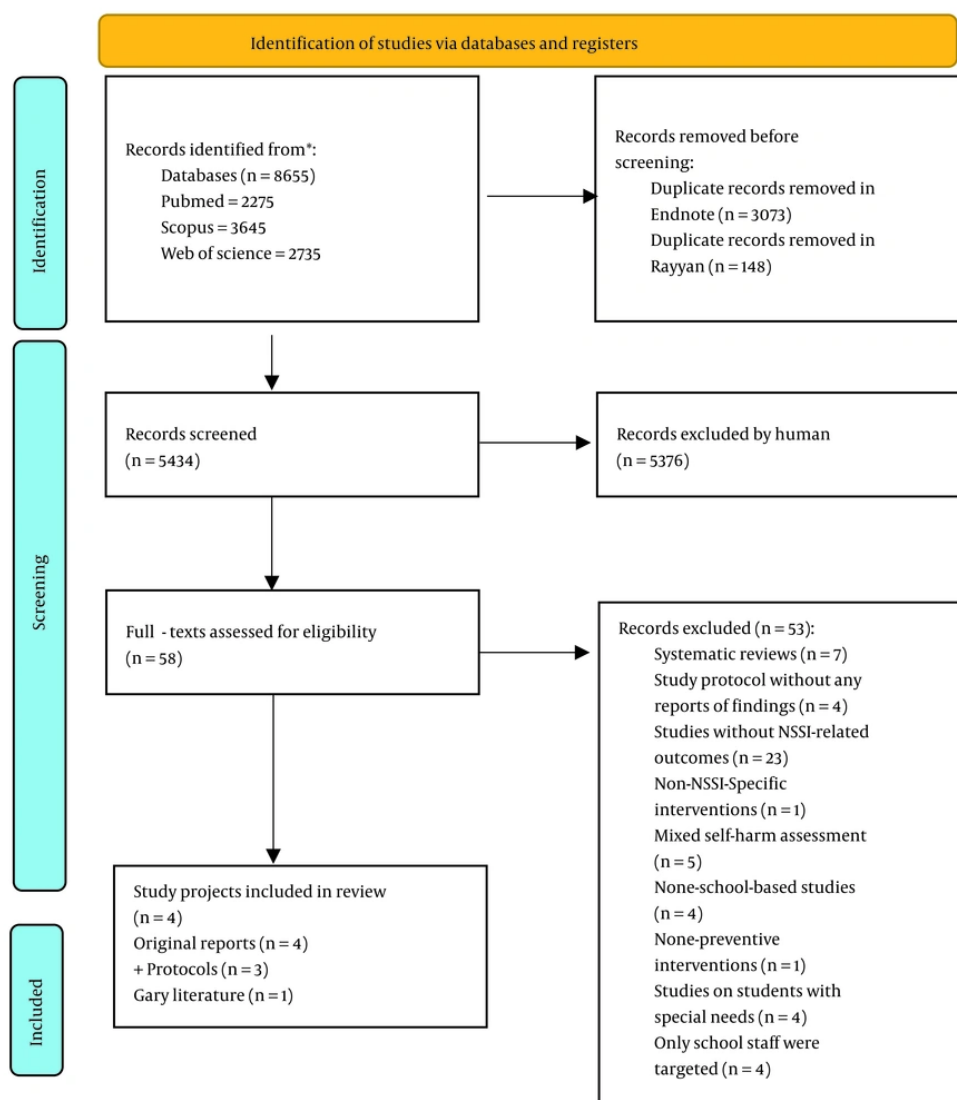 Identification of studies via databases and registers
Identification
Records identified from*:
Databases (n = 8655)
Pubmed = 2275
Scopus = 3645
Web of science = 2735
Records removed before
screening:
Duplicate records removed in
Endnote (n = 3073)
Duplicate records removed in
Rayyan (n = 148)
Screening
Records screened
(n = 5434)
Records excluded by human
(n = 5376)
Full - texts assessed for eligibility
(n = 58)
Records excluded (n = 53):
Systematic reviews (n = 7)
Study protocol without any
reports of findings (n = 4)
Studies without NSSI-related
outcomes (n = 23)
Non-NSSI-Specific
interventions (n = 1)
Mixed self-harm assessment
(n = 5)
None-school-based studies
(n = 4)
None-preventive
interventions (n = 1)
Studies on students with
special needs (n = 4)
Only school staff were
targeted (n = 4)
Included
Study projects included in review
(n = 4)
Original reports (n = 4)
+ Protocols (n = 3)
Gary literature (n = 1)